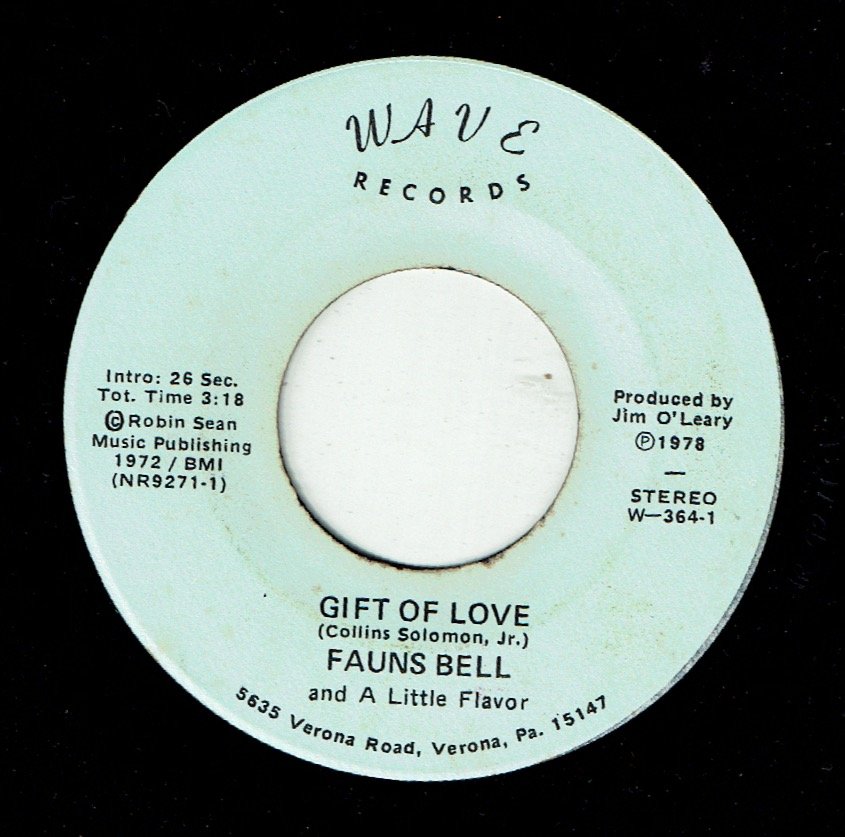 WAVE
RECORDS
Intro: 26 Sec.
Tot. Time 3:18
©Robin Sean
Music Publishing
1972 / BMI
(NR9271-1)
Produced by
Jim O'Leary
℗1978
—
STEREO
W—364-1
GIFT OF LOVE
(Collins Solomon, Jr.)
FAUNS BELL
and A Little Flavor
5635 Verona Road, Verona, Pa. 15147